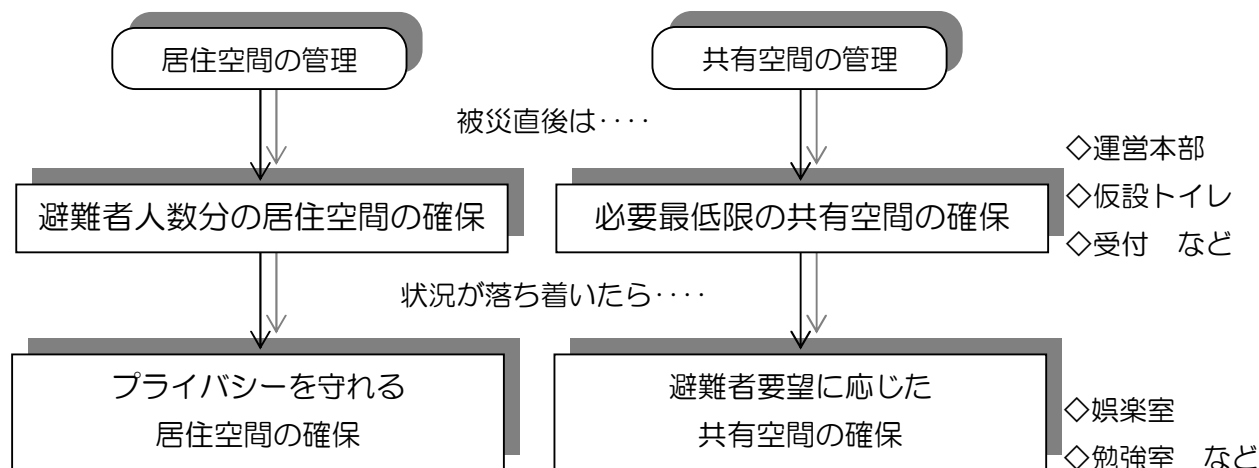 居住空間の管理
共有空間の管理
被災直後は‥‥
◇運営本部
◇仮設トイレ
◇受付　など
避難者人数分の居住空間の確保
必要最低限の共有空間の確保
状況が落ち着いたら‥‥
プライバシーを守れる
居住空間の確保
避難者要望に応じた
共有空間の確保
◇娯楽室
◇勉強室　など